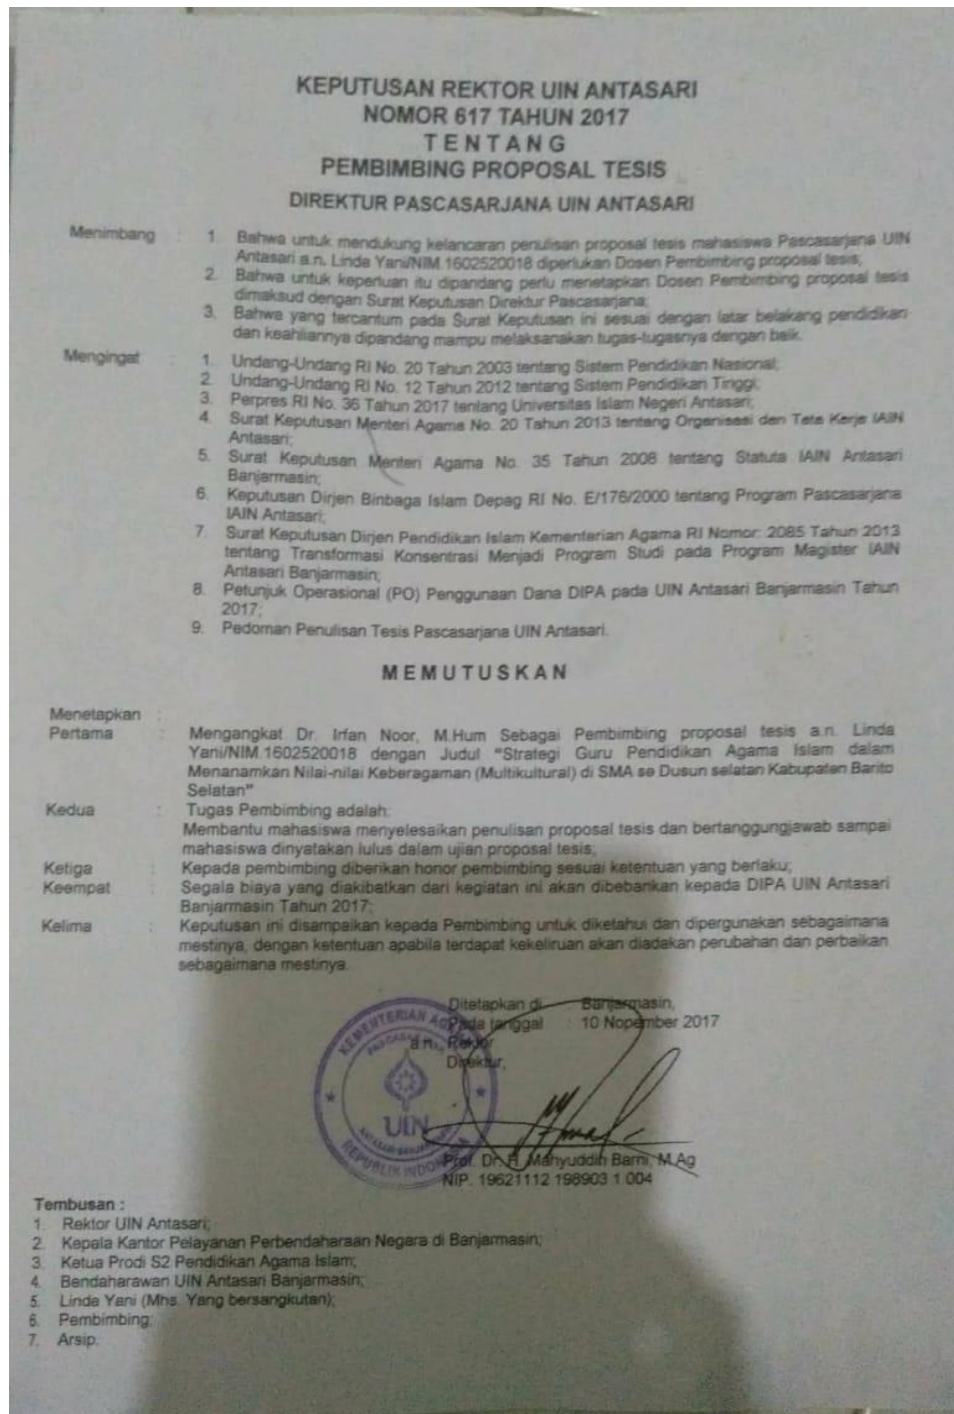 KEPUTUSAN REKTOR UIN ANTASARI
NOMOR 617 TAHUN 2017
T E N T A N G
PEMBIMBING PROPOSAL TESIS
DIREKTUR PASCASARJANA UIN ANTASARI
Menimbang : 1. Bahwa untuk mendukung kelancaran penulisan proposal tesis mahasiswa Pascasarjana UIN
Antasari a.n. Linda Yani/NIM.1602520018 diperlukan Dosen Pembimbing proposal tesis;
2. Bahwa untuk keperluan itu dipandang perlu menetapkan Dosen Pembimbing proposal tesis
dimaksud dengan Surat Keputusan Direktur Pascasarjana;
3. Bahwa yang tercantum pada Surat Keputusan ini sesuai dengan latar belakang pendidikan
dan keahliannya dipandang mampu melaksanakan tugas-tugasnya dengan baik.
Mengingat : 1. Undang-Undang RI No. 20 Tahun 2003 tentang Sistem Pendidikan Nasional;
2. Undang-Undang RI No. 12 Tahun 2012 tentang Sistem Pendidikan Tinggi;
3. Perpres RI No. 36 Tahun 2017 tentang Universitas Islam Negeri Antasari;
4. Surat Keputusan Menteri Agama No. 20 Tahun 2013 tentang Organisasi dan Tata Kerja IAIN
Antasari;
5. Surat Keputusan Menteri Agama No. 35 Tahun 2008 tentang Statuta IAIN Antasari
Banjarmasin;
6. Keputusan Dirjen Binbaga Islam Depag RI No. E/176/2000 tentang Program Pascasarjana
IAIN Antasari;
7. Surat Keputusan Dirjen Pendidikan Islam Kementerian Agama RI Nomor: 2085 Tahun 2013
tentang Transformasi Konsentrasi Menjadi Program Studi pada Program Magister IAIN
Antasari Banjarmasin;
8. Petunjuk Operasional (PO) Penggunaan Dana DIPA pada UIN Antasari Banjarmasin Tahun
2017;
9. Pedoman Penulisan Tesis Pascasarjana UIN Antasari.
M E M U T U S K A N
Menetapkan :
Pertama : Mengangkat Dr. Irfan Noor, M.Hum Sebagai Pembimbing proposal tesis a.n. Linda
Yani/NIM.1602520018 dengan Judul "Strategi Guru Pendidikan Agama Islam dalam
Menanamkan Nilai-nilai Keberagaman (Multikultural) di SMA se Dusun selatan Kabupaten Barito
Selatan"
Kedua : Tugas Pembimbing adalah:
Membantu mahasiswa menyelesaikan penulisan proposal tesis dan bertanggungjawab sampai
mahasiswa dinyatakan lulus dalam ujian proposal tesis;
Ketiga : Kepada pembimbing diberikan honor pembimbing sesuai ketentuan yang berlaku;
Keempat : Segala biaya yang diakibatkan dari kegiatan ini akan dibebankan kepada DIPA UIN Antasari
Banjarmasin Tahun 2017;
Kelima : Keputusan ini disampaikan kepada Pembimbing untuk diketahui dan dipergunakan sebagaimana
mestinya, dengan ketentuan apabila terdapat kekeliruan akan diadakan perubahan dan perbaikan
sebagaimana mestinya.
Ditetapkan di : Banjarmasin,
Pada tanggal : 10 Nopember 2017
a.n. Rektor
Direktur,
KEMENTERIAN AGAMA
PASCASARJANA
UIN
ANTASARI BANJARMASIN
REPUBLIK INDONESIA
Prof. Dr. H. Mahyuddin Barni, M.Ag
NIP. 19621112 198903 1 004
Tembusan :
1. Rektor UIN Antasari;
2. Kepala Kantor Pelayanan Perbendaharaan Negara di Banjarmasin;
3. Ketua Prodi S2 Pendidikan Agama Islam;
4. Bendaharawan UIN Antasari Banjarmasin;
5. Linda Yani (Mhs. Yang bersangkutan);
6. Pembimbing;
7. Arsip.